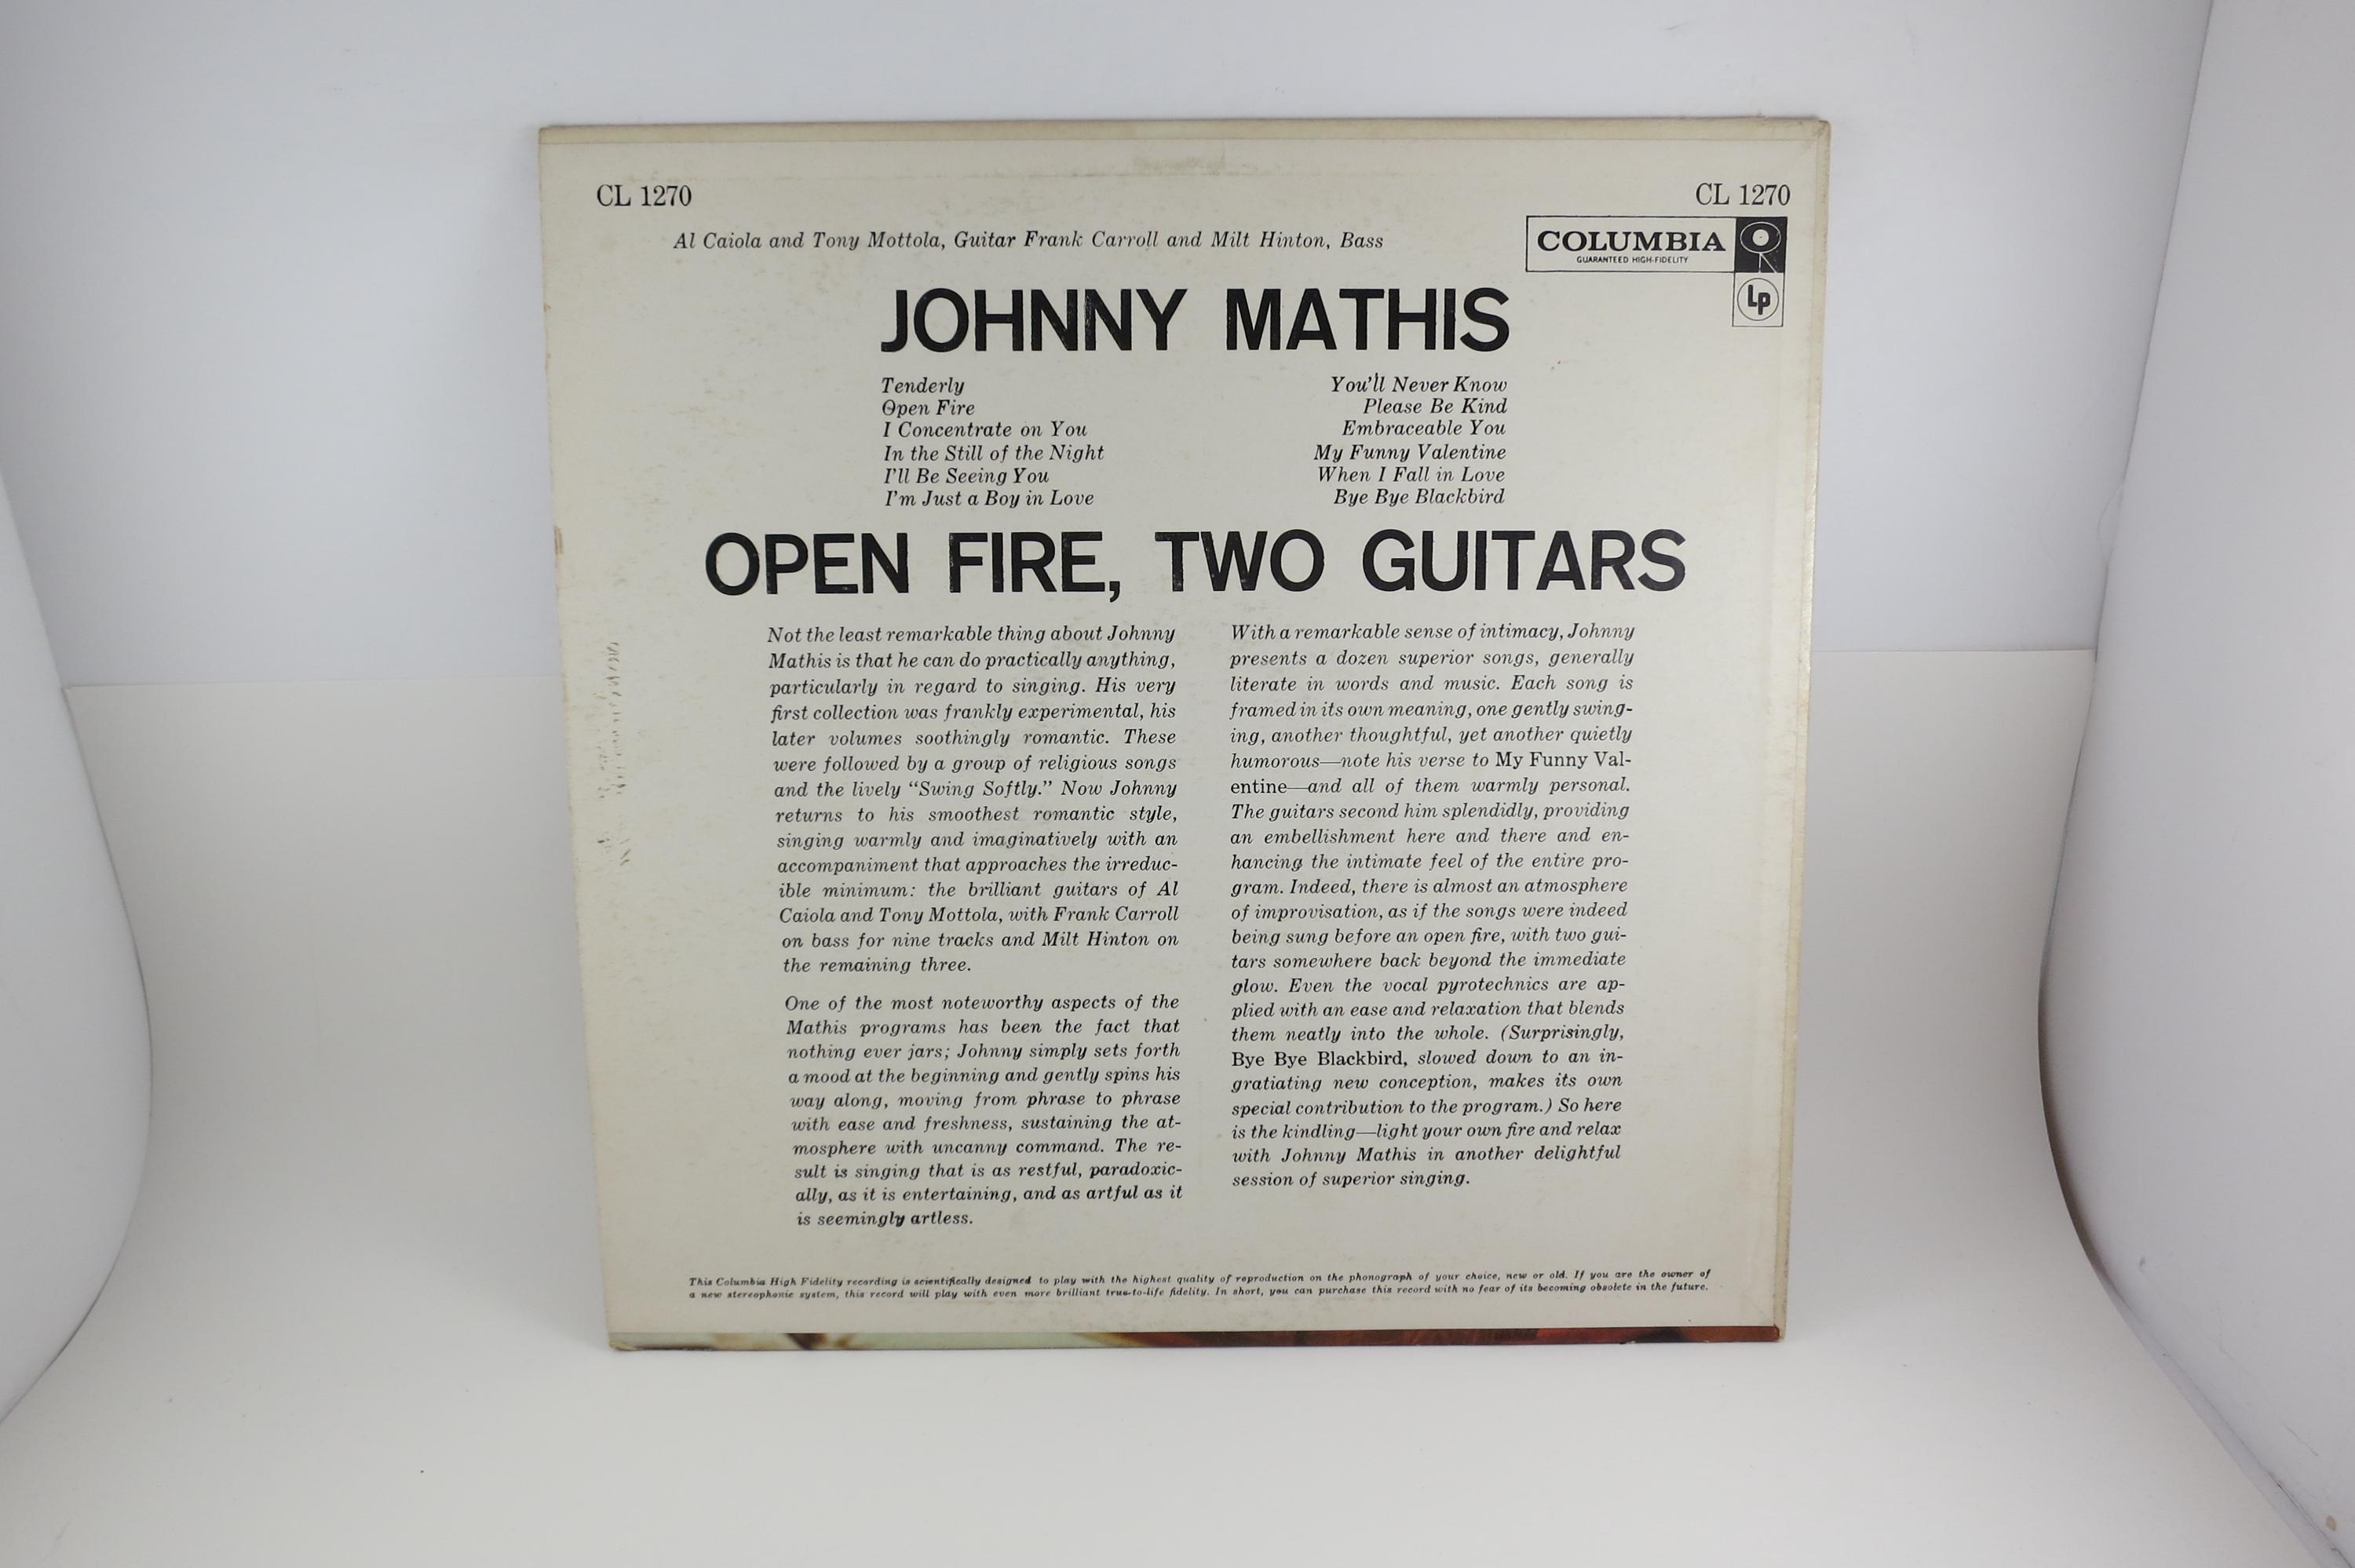 CL 1270
CL 1270
Al Caiola and Tony Mottola, Guitar Frank Carroll and Milt Hinton, Bass
COLUMBIA
GUARANTEED HIGH-FIDELITY
Lp
JOHNNY MATHIS
Tenderly
Open Fire
I Concentrate on You
In the Still of the Night
I'll Be Seeing You
I'm Just a Boy in Love
You'll Never Know
Please Be Kind
Embraceable You
My Funny Valentine
When I Fall in Love
Bye Bye Blackbird
OPEN FIRE, TWO GUITARS
Not the least remarkable thing about Johnny
Mathis is that he can do practically anything,
particularly in regard to singing. His very
first collection was frankly experimental, his
later volumes soothingly romantic. These
were followed by a group of religious songs
and the lively “Swing Softly.” Now Johnny
returns to his smoothest romantic style,
singing warmly and imaginatively with an
accompaniment that approaches the irreduc-
ible minimum: the brilliant guitars of Al
Caiola and Tony Mottola, with Frank Carroll
on bass for nine tracks and Milt Hinton on
the remaining three.
One of the most noteworthy aspects of the
Mathis programs has been the fact that
nothing ever jars; Johnny simply sets forth
a mood at the beginning and gently spins his
way along, moving from phrase to phrase
with ease and freshness, sustaining the at-
mosphere with uncanny command. The re-
sult is singing that is as restful, paradoxic-
ally, as it is entertaining, and as artful as it
is seemingly artless.
With a remarkable sense of intimacy, Johnny
presents a dozen superior songs, generally
literate in words and music. Each song is
framed in its own meaning, one gently swing-
ing, another thoughtful, yet another quietly
humorous—note his verse to My Funny Val-
entine—and all of them warmly personal.
The guitars second him splendidly, providing
an embellishment here and there and en-
hancing the intimate feel of the entire pro-
gram. Indeed, there is almost an atmosphere
of improvisation, as if the songs were indeed
being sung before an open fire, with two gui-
tars somewhere back beyond the immediate
glow. Even the vocal pyrotechnics are ap-
plied with an ease and relaxation that blends
them neatly into the whole. (Surprisingly,
Bye Bye Blackbird, slowed down to an in-
gratiating new conception, makes its own
special contribution to the program.) So here
is the kindling—light your own fire and relax
with Johnny Mathis in another delightful
session of superior singing.
This Columbia High Fidelity recording is scientifically designed to play with the highest quality of reproduction on the phonograph of your choice, new or old. If you are the owner of
a new stereophonic system, this record will play with even more brilliant true-to-life fidelity. In short, you can purchase this record with no fear of its becoming obsolete in the future.